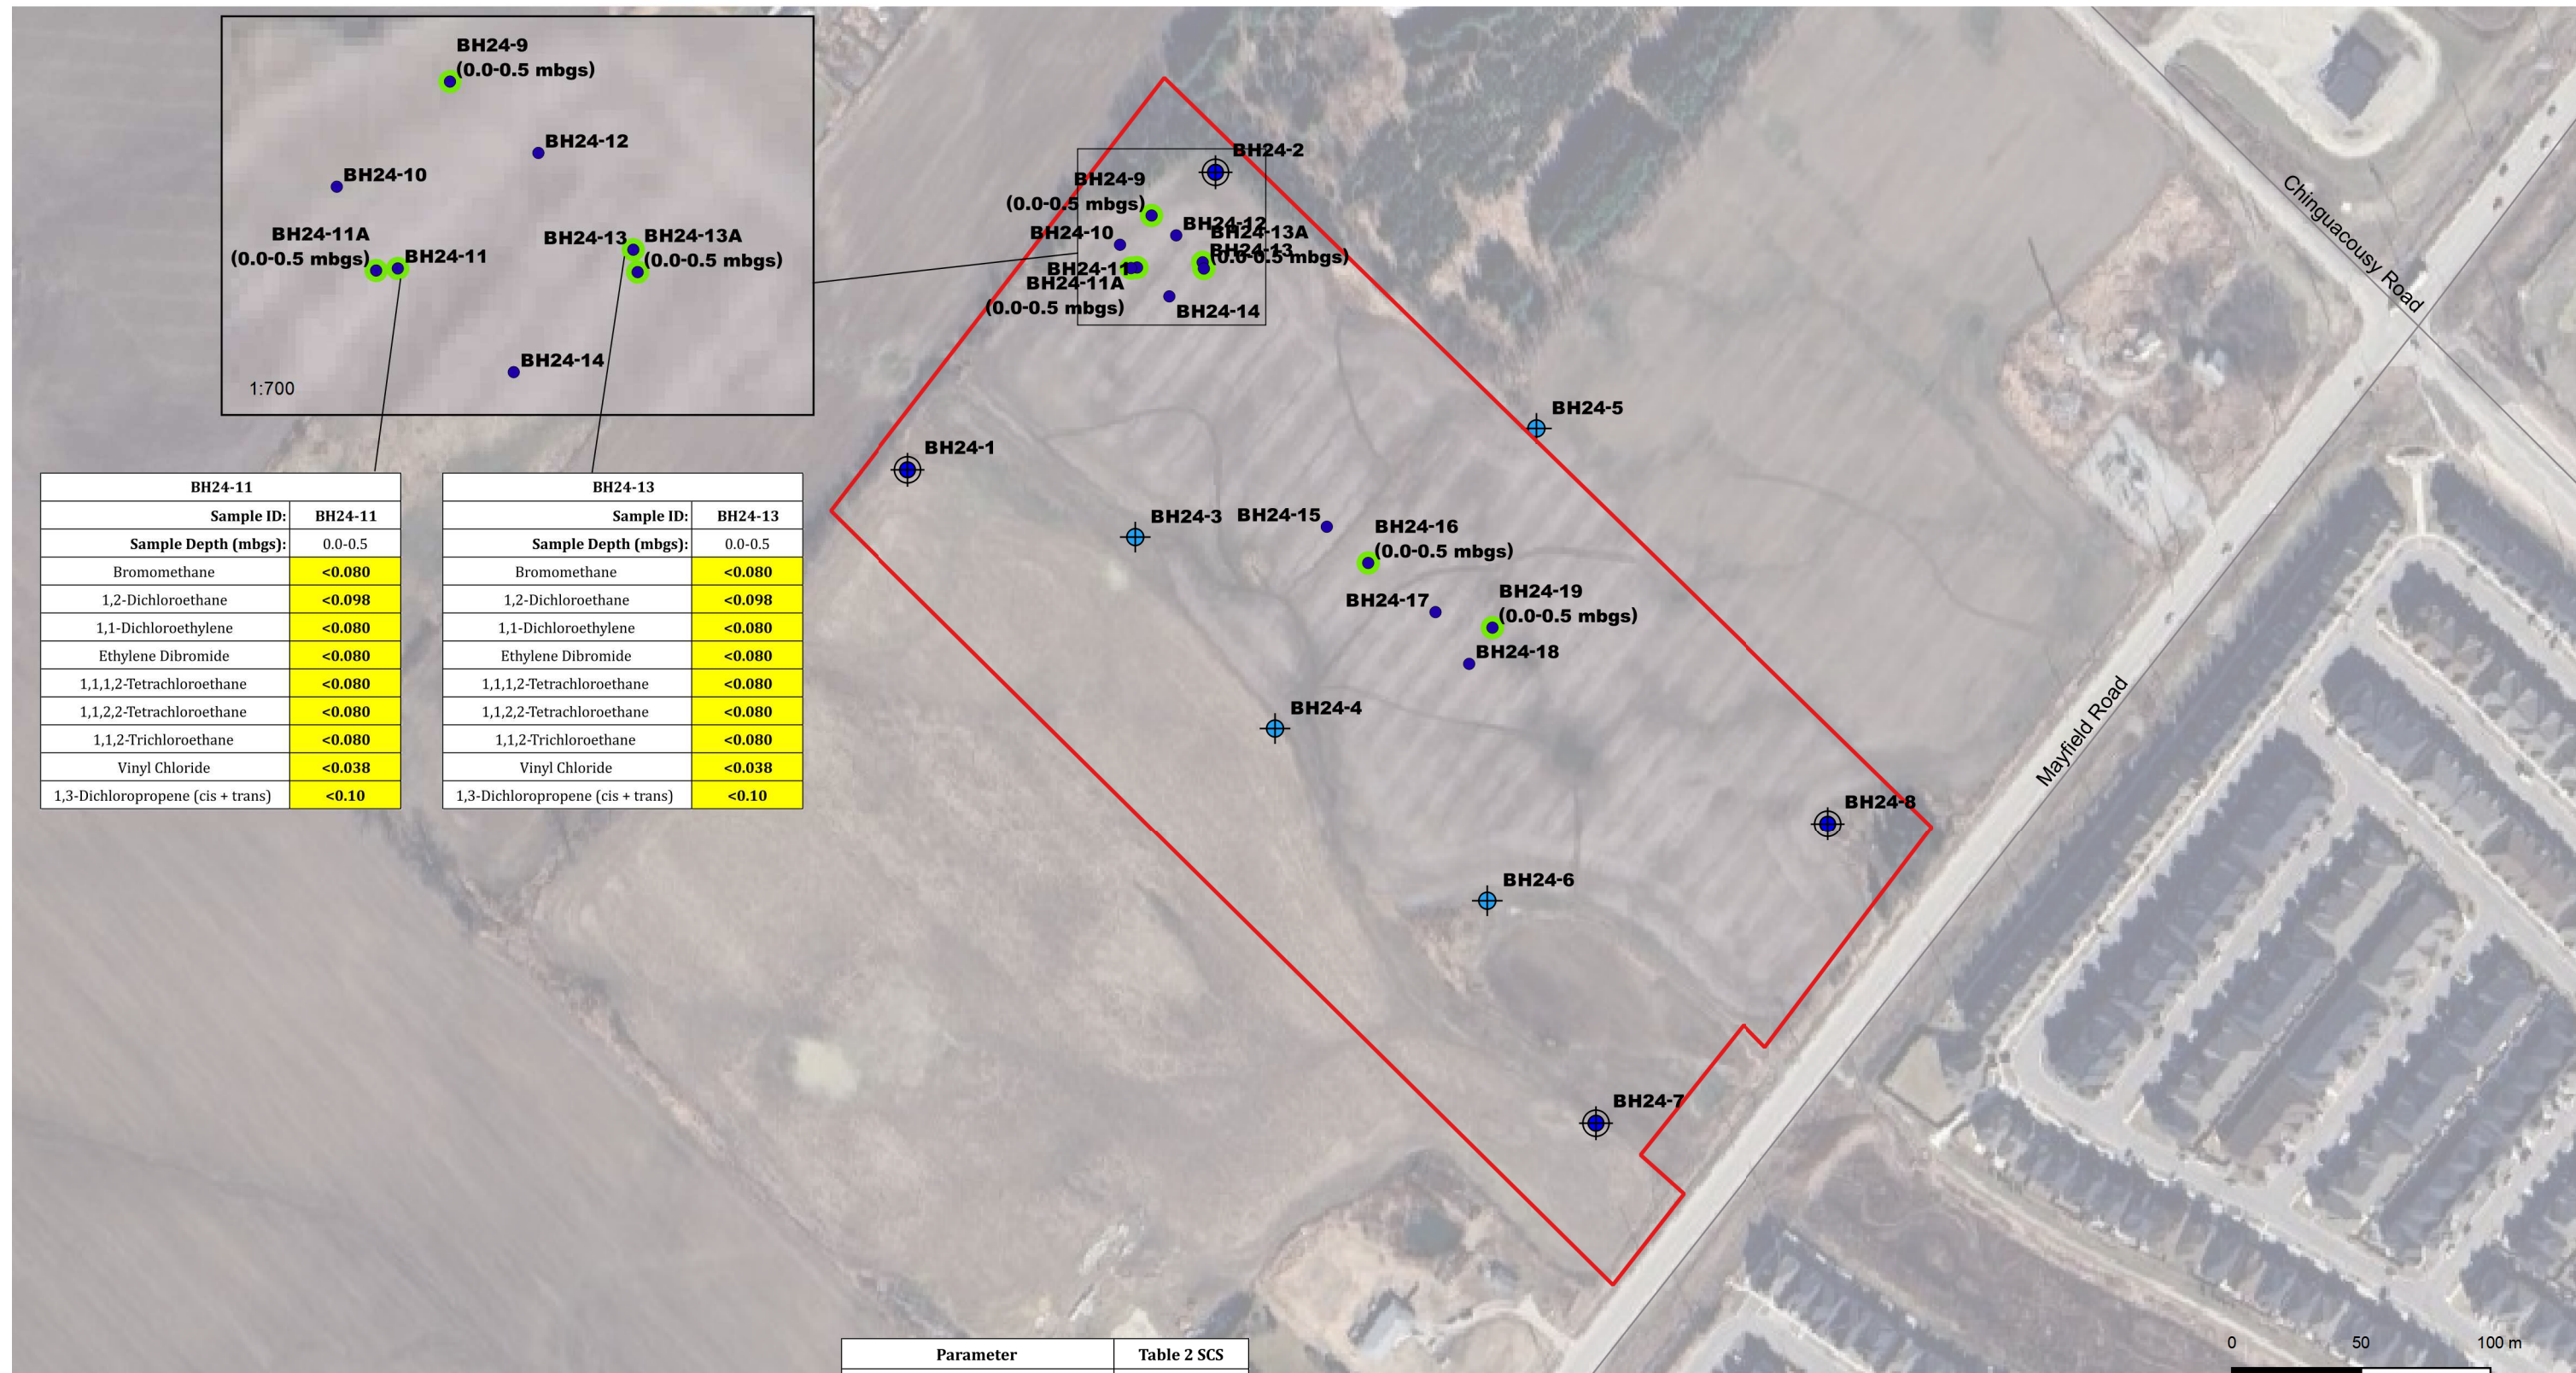 BH24-9
(0.0-0.5 mbgs)
BH24-12
BH24-10
BH24-11A
(0.0-0.5 mbgs)
BH24-11
BH24-13
BH24-13A
(0.0-0.5 mbgs)
BH24-14
1:700
BH24-11
Sample ID: BH24-11
Sample Depth (mbgs): 0.0-0.5
Bromomethane <0.080
1,2-Dichloroethane <0.098
1,1-Dichloroethylene <0.080
Ethylene Dibromide <0.080
1,1,1,2-Tetrachloroethane <0.080
1,1,2,2-Tetrachloroethane <0.080
1,1,2-Trichloroethane <0.080
Vinyl Chloride <0.038
1,3-Dichloropropene (cis + trans) <0.10
BH24-13
Sample ID: BH24-13
Sample Depth (mbgs): 0.0-0.5
Bromomethane <0.080
1,2-Dichloroethane <0.098
1,1-Dichloroethylene <0.080
Ethylene Dibromide <0.080
1,1,1,2-Tetrachloroethane <0.080
1,1,2,2-Tetrachloroethane <0.080
1,1,2-Trichloroethane <0.080
Vinyl Chloride <0.038
1,3-Dichloropropene (cis + trans) <0.10
BH24-2
BH24-9
(0.0-0.5 mbgs)
BH24-12
BH24-10
BH24-13A
(0.0-0.5 mbgs)
BH24-13
BH24-11
BH24-11A
(0.0-0.5 mbgs)
BH24-14
BH24-5
BH24-1
BH24-3
BH24-15
BH24-16
(0.0-0.5 mbgs)
BH24-17
BH24-19
(0.0-0.5 mbgs)
BH24-18
BH24-4
BH24-8
BH24-6
BH24-7
Chinguacousy Road
Mayfield Road
Parameter Table 2 SCS
0 50 100 m